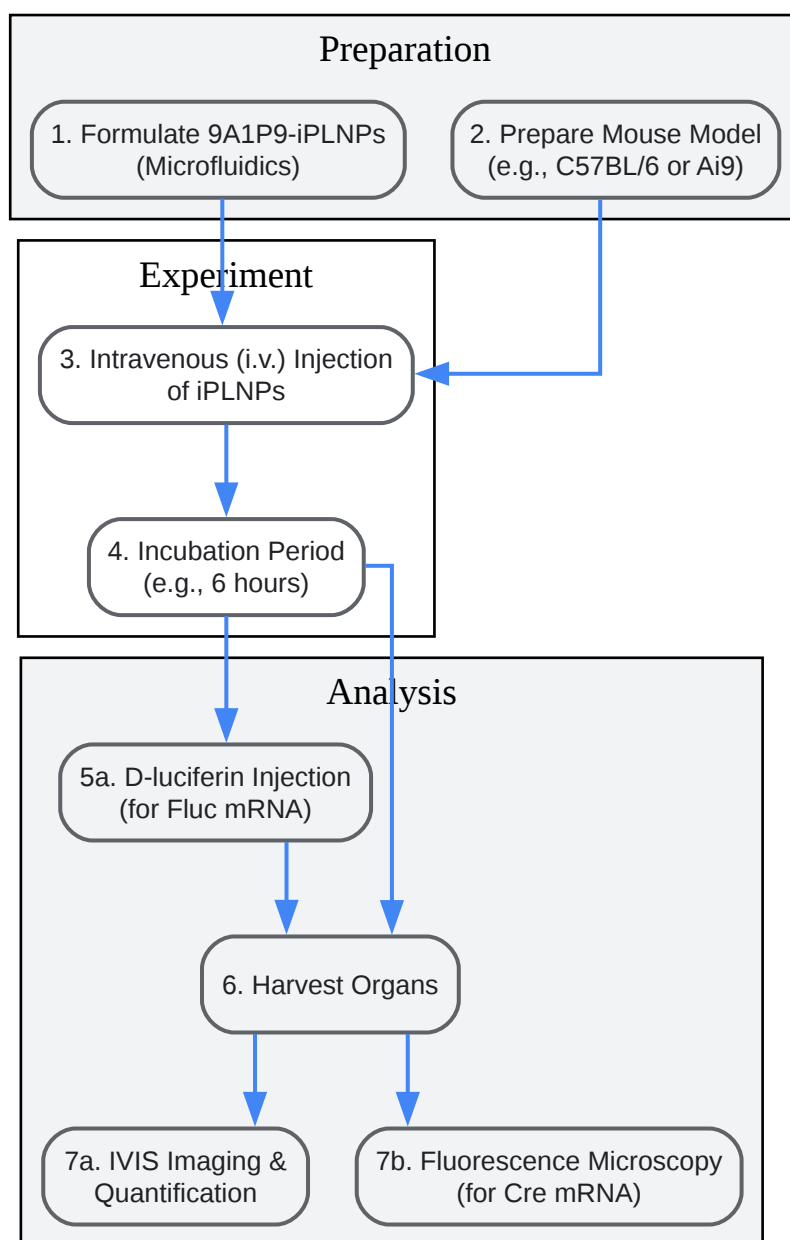 Preparation
1. Formulate 9A1P9-iPLNPs
(Microfluidics)
2. Prepare Mouse Model
(e.g., C57BL/6 or Ai9)
Experiment
3. Intravenous (i.v.) Injection
of iPLNPs
4. Incubation Period
(e.g., 6 hours)
Analysis
5a. D-luciferin Injection
(for Fluc mRNA)
6. Harvest Organs
7a. IVIS Imaging &
Quantification
7b. Fluorescence Microscopy
(for Cre mRNA)